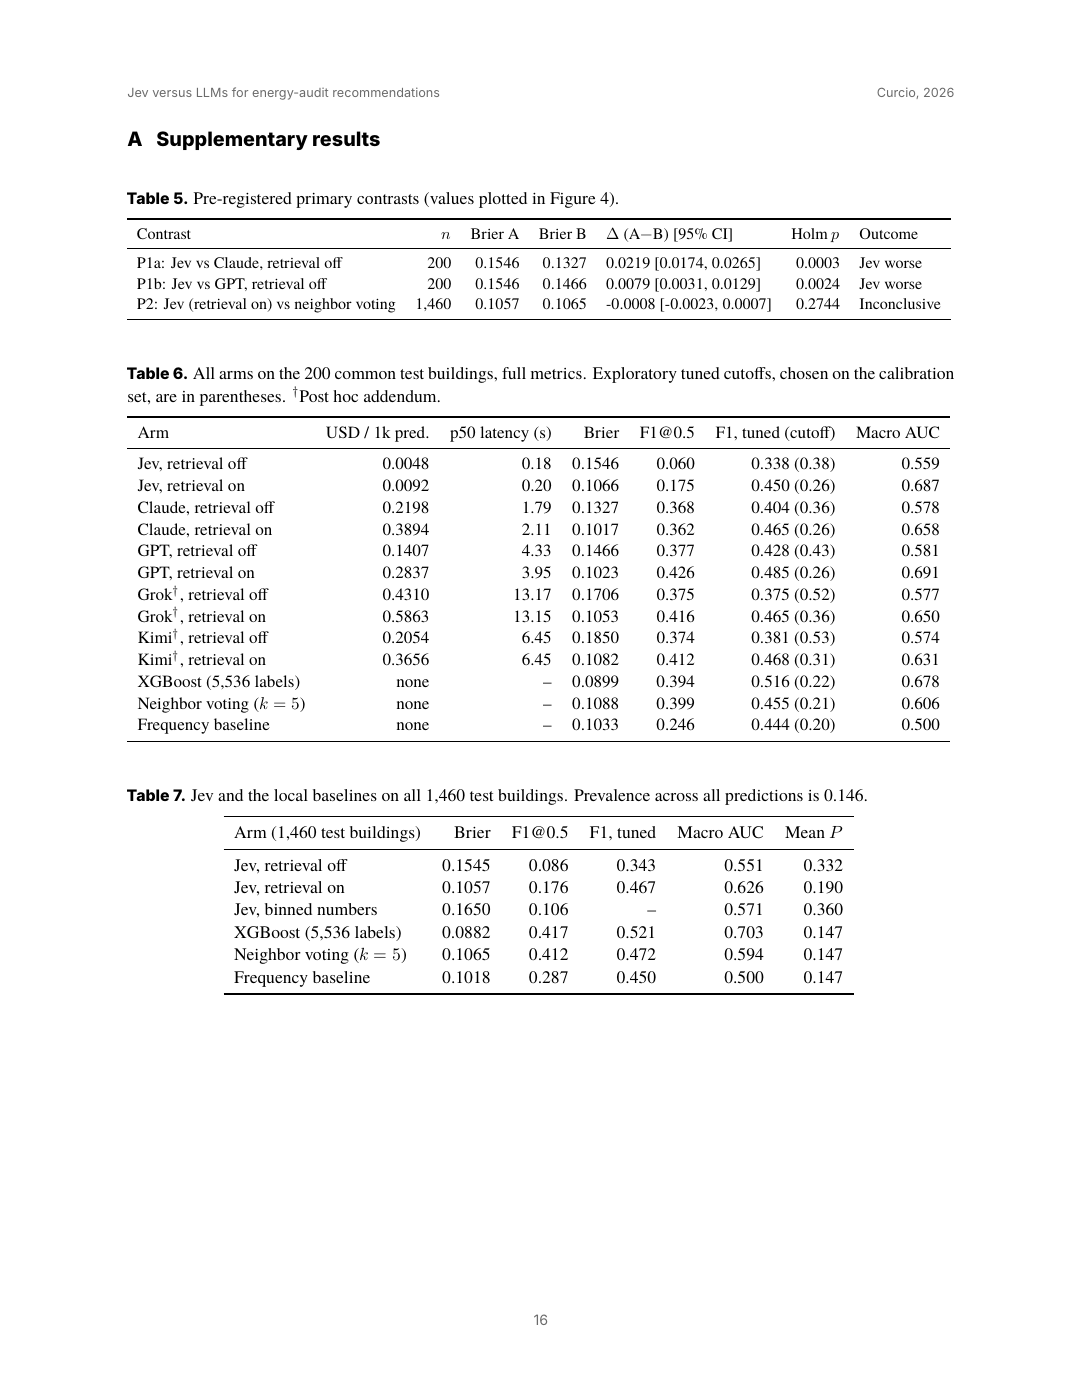 Jev versus LLMs for energy-audit recommendations Curcio, 2026
A Supplementary results
Table 5. Pre-registered primary contrasts (values plotted in Figure 4).
Contrast n Brier A Brier B Δ (A−B) [95% CI] Holm p Outcome
P1a: Jev vs Claude, retrieval off 200 0.1546 0.1327 0.0219 [0.0174, 0.0265] 0.0003 Jev worse
P1b: Jev vs GPT, retrieval off 200 0.1546 0.1466 0.0079 [0.0031, 0.0129] 0.0024 Jev worse
P2: Jev (retrieval on) vs neighbor voting 1,460 0.1057 0.1065 -0.0008 [-0.0023, 0.0007] 0.2744 Inconclusive
Table 6. All arms on the 200 common test buildings, full metrics. Exploratory tuned cutoffs, chosen on the calibration
set, are in parentheses. †Post hoc addendum.
Arm USD / 1k pred. p50 latency (s) Brier F1@0.5 F1, tuned (cutoff) Macro AUC
Jev, retrieval off 0.0048 0.18 0.1546 0.060 0.338 (0.38) 0.559
Jev, retrieval on 0.0092 0.20 0.1066 0.175 0.450 (0.26) 0.687
Claude, retrieval off 0.2198 1.79 0.1327 0.368 0.404 (0.36) 0.578
Claude, retrieval on 0.3894 2.11 0.1017 0.362 0.465 (0.26) 0.658
GPT, retrieval off 0.1407 4.33 0.1466 0.377 0.428 (0.43) 0.581
GPT, retrieval on 0.2837 3.95 0.1023 0.426 0.485 (0.26) 0.691
Grok†, retrieval off 0.4310 13.17 0.1706 0.375 0.375 (0.52) 0.577
Grok†, retrieval on 0.5863 13.15 0.1053 0.416 0.465 (0.36) 0.650
Kimi†, retrieval off 0.2054 6.45 0.1850 0.374 0.381 (0.53) 0.574
Kimi†, retrieval on 0.3656 6.45 0.1082 0.412 0.468 (0.31) 0.631
XGBoost (5,536 labels) none – 0.0899 0.394 0.516 (0.22) 0.678
Neighbor voting (k = 5) none – 0.1088 0.399 0.455 (0.21) 0.606
Frequency baseline none – 0.1033 0.246 0.444 (0.20) 0.500
Table 7. Jev and the local baselines on all 1,460 test buildings. Prevalence across all predictions is 0.146.
Arm (1,460 test buildings) Brier F1@0.5 F1, tuned Macro AUC Mean P
Jev, retrieval off 0.1545 0.086 0.343 0.551 0.332
Jev, retrieval on 0.1057 0.176 0.467 0.626 0.190
Jev, binned numbers 0.1650 0.106 – 0.571 0.360
XGBoost (5,536 labels) 0.0882 0.417 0.521 0.703 0.147
Neighbor voting (k = 5) 0.1065 0.412 0.472 0.594 0.147
Frequency baseline 0.1018 0.287 0.450 0.500 0.147
16